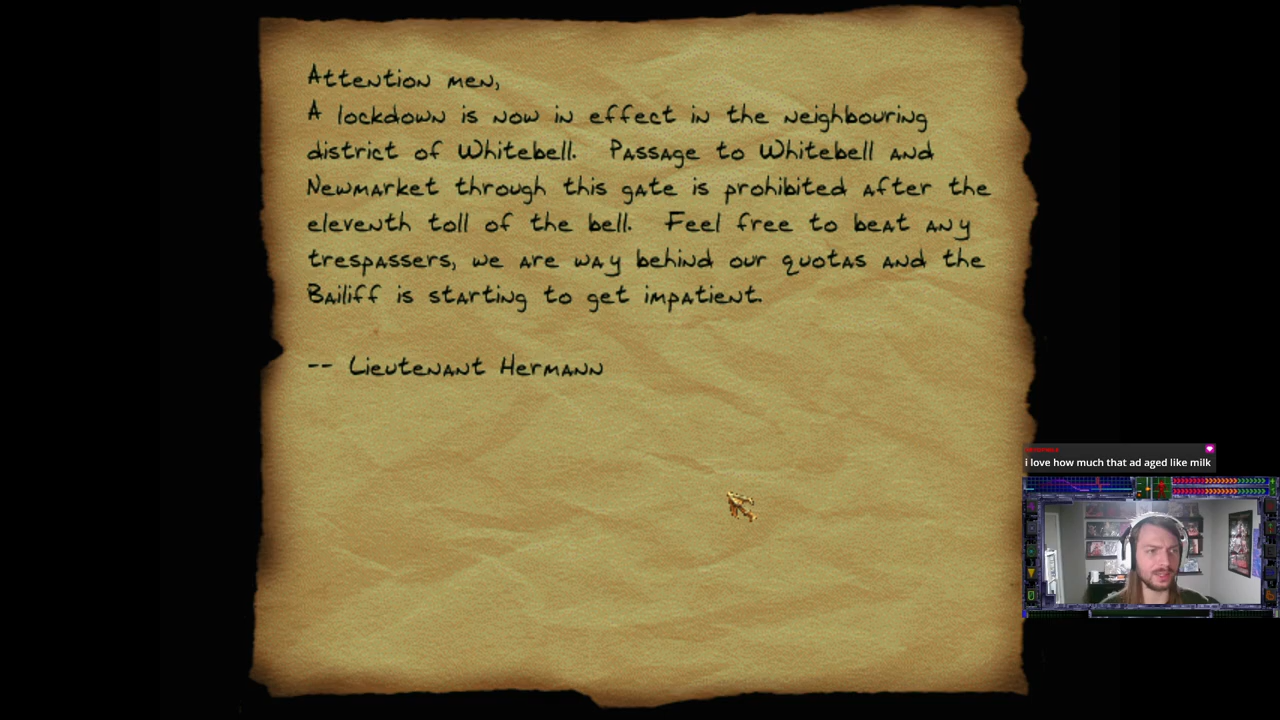 Attention men,
A lockdown is now in effect in the neighbouring
district of Whitebell. Passage to Whitebell and
Newmarket through this gate is prohibited after the
eleventh toll of the bell. Feel free to beat any
trespassers, we are way behind our quotas and the
Bailiff is starting to get impatient.
-- Lieutenant Hermann
i love how much that ad aged like milk